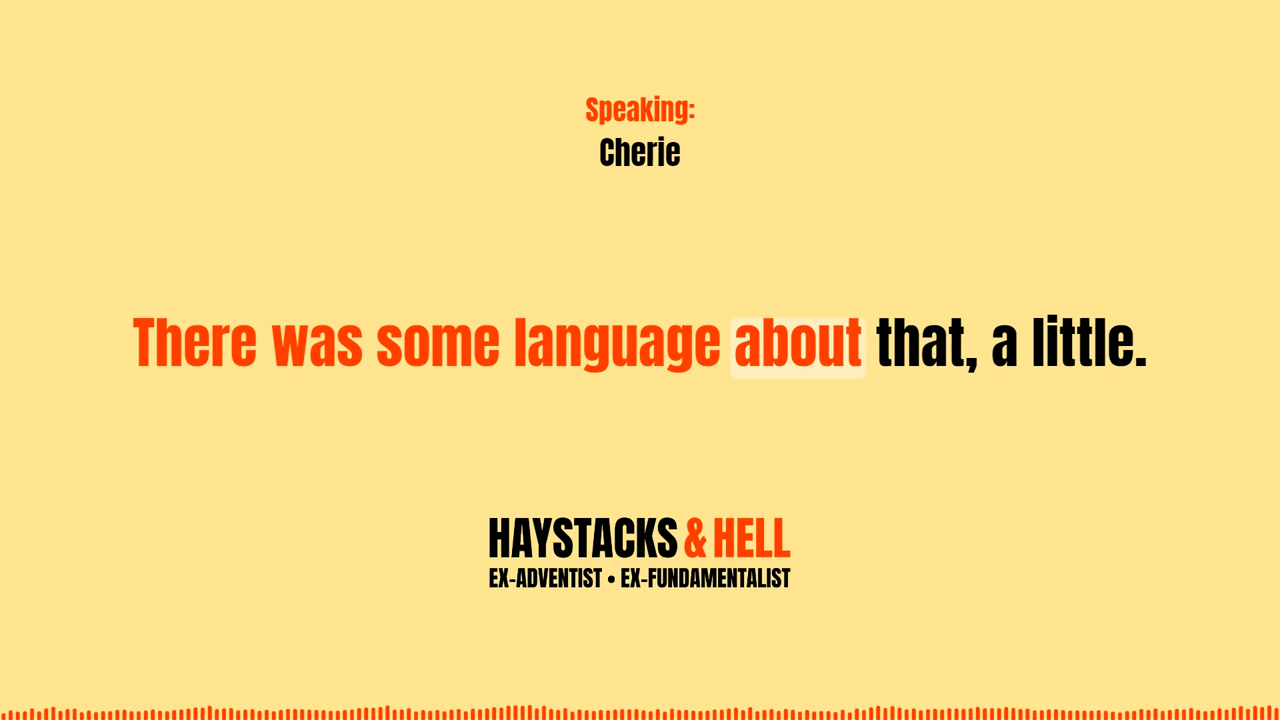 Speaking:
Cherie
There was some language about that, a little.
HAYSTACKS & HELL
EX-ADVENTIST • EX-FUNDAMENTALIST